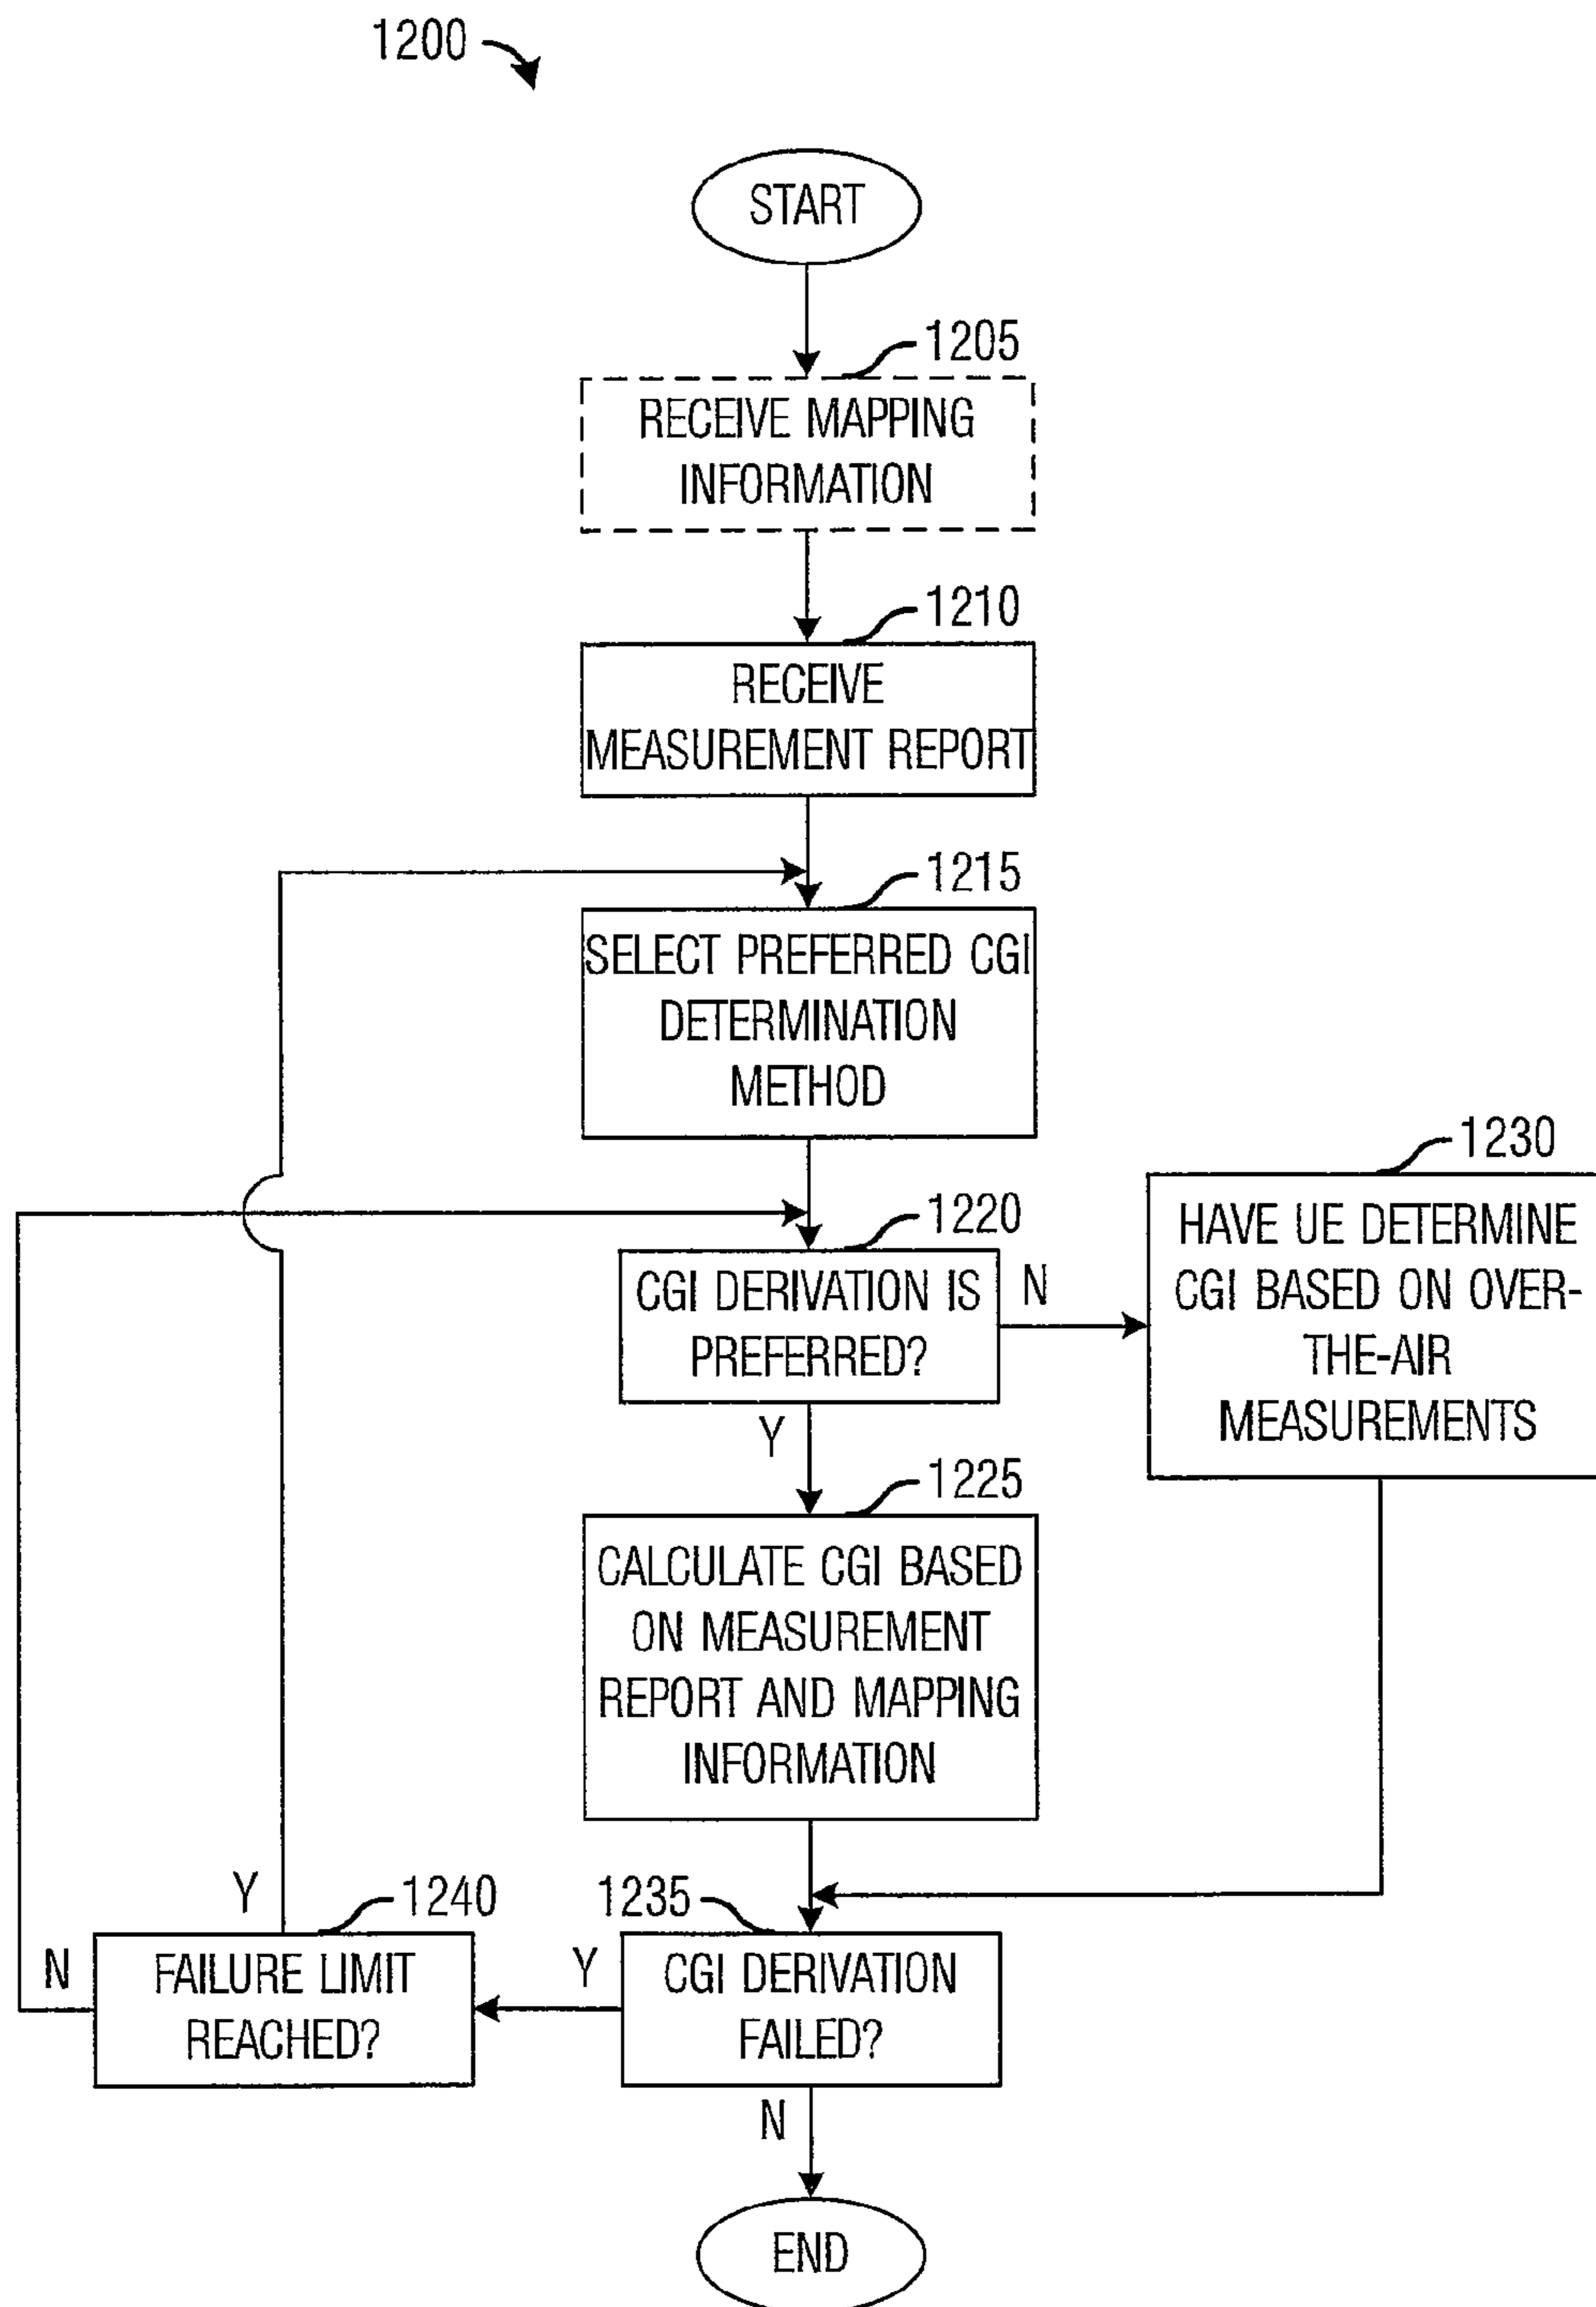 1200
START
1205
RECEIVE MAPPING
INFORMATION
1210
RECEIVE
MEASUREMENT REPORT
1215
SELECT PREFERRED CGI
DETERMINATION
METHOD
1220
CGI DERIVATION IS
PREFERRED?
N
1230
HAVE UE DETERMINE
CGI BASED ON OVER-
THE-AIR
MEASUREMENTS
Y
1225
CALCULATE CGI BASED
ON MEASUREMENT
REPORT AND MAPPING
INFORMATION
1235
CGI DERIVATION
FAILED?
Y
1240
FAILURE LIMIT
REACHED?
Y
N
N
END